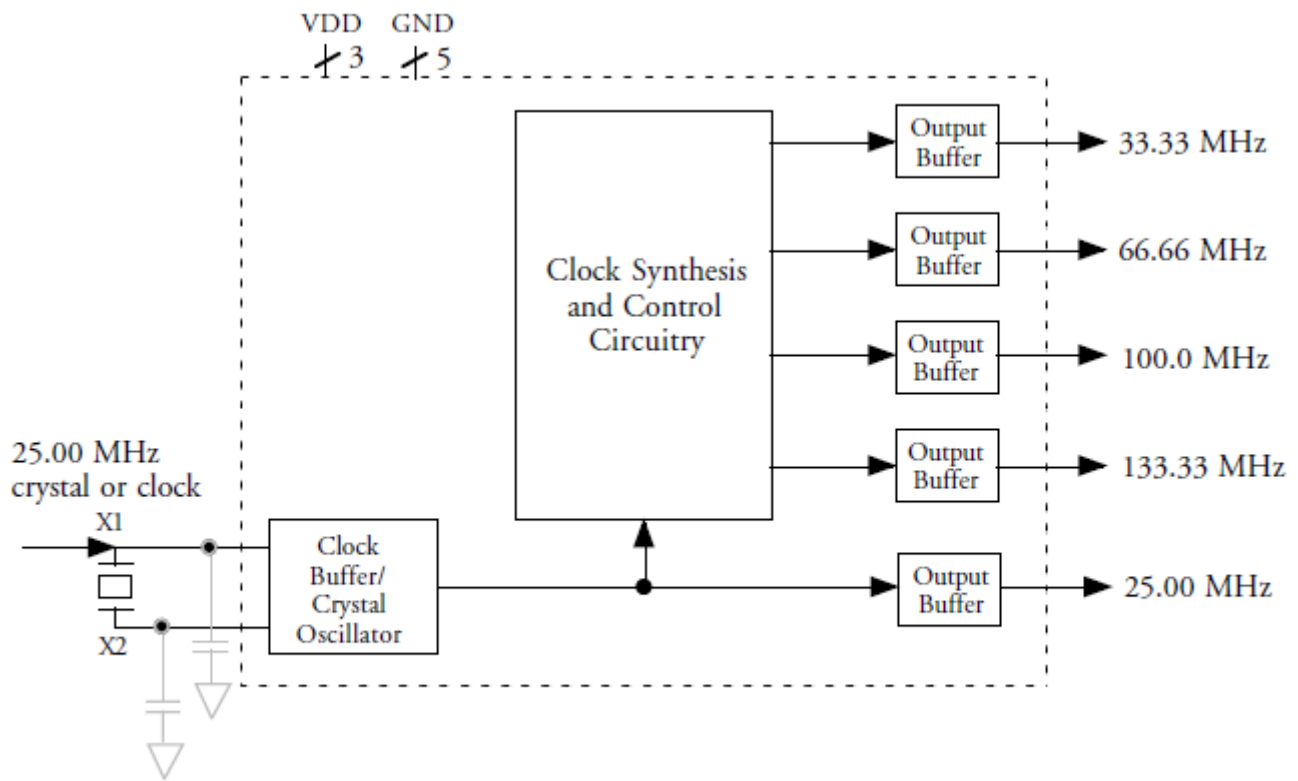 VDD GND
3 5
Output
Buffer
33.33 MHz
Output
Buffer
66.66 MHz
Clock Synthesis
and Control
Circuitry
Output
Buffer
100.0 MHz
Output
Buffer
133.33 MHz
25.00 MHz
crystal or clock
X1
X2
Clock
Buffer/
Crystal
Oscillator
Output
Buffer
25.00 MHz